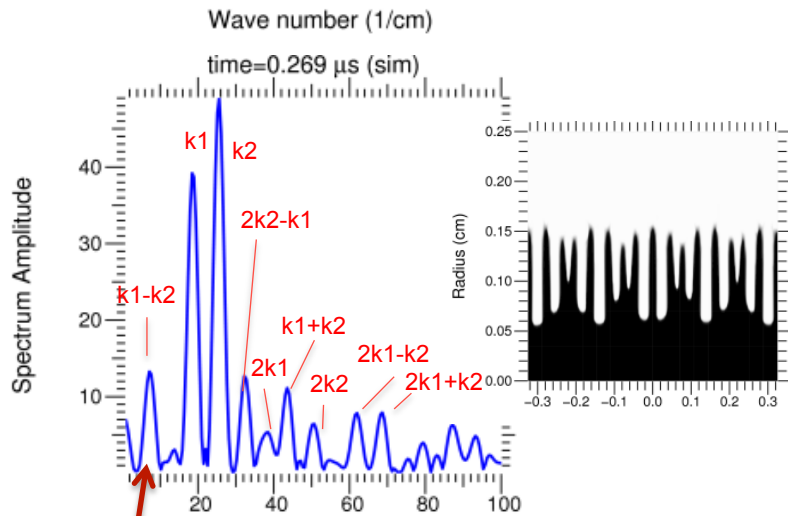 Wave number (1/cm)
time=0.269 μs (sim)
Spectrum Amplitude
40
30
20
10
20
40
60
80
100
k1
k2
2k2-k1
k1-k2
k1+k2
2k1
2k2
2k1-k2
2k1+k2
Radius (cm)
0.25
0.20
0.15
0.10
0.05
0.00
−0.3
−0.2
−0.1
0.0
0.1
0.2
0.3